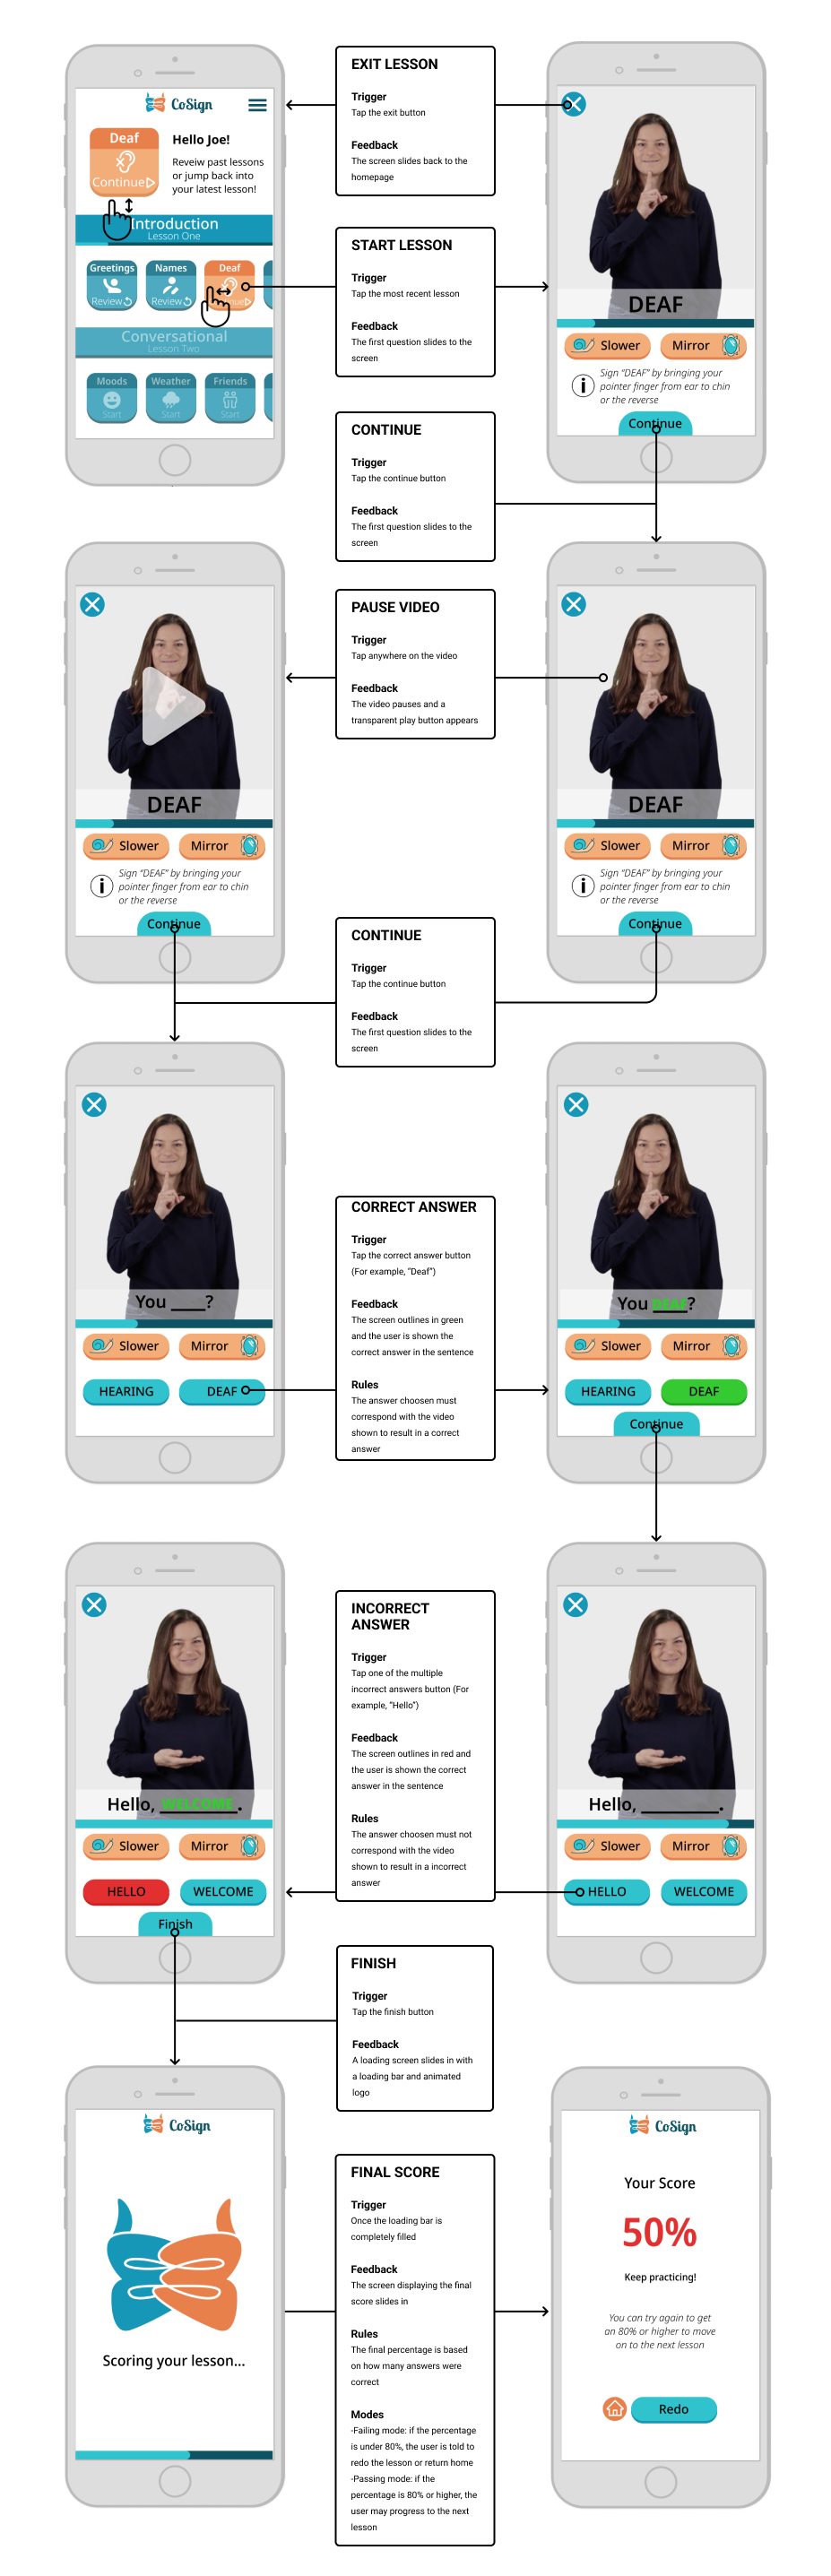 CoSign
Deaf
Continue
Hello Joe!
Reveiw past lessons
or jump back into
your latest lesson!
Introduction
Lesson One
Greetings
Review
Names
Review
Deaf
Conversational
Lesson Two
Moods
Start
Weather
Start
Friends
Start
EXIT LESSON
Trigger
Tap the exit button
Feedback
The screen slides back to the
homepage
START LESSON
Trigger
Tap the most recent lesson
Feedback
The first question slides to the
screen
DEAF
Slower
Mirror
i
Sign “DEAF” by bringing your
pointer finger from ear to chin
or the reverse
Continue
CONTINUE
Trigger
Tap the continue button
Feedback
The first question slides to the
screen
DEAF
Slower
Mirror
i
Sign “DEAF” by bringing your
pointer finger from ear to chin
or the reverse
Continue
PAUSE VIDEO
Trigger
Tap anywhere on the video
Feedback
The video pauses and a
transparent play button appears
DEAF
Slower
Mirror
i
Sign “DEAF” by bringing your
pointer finger from ear to chin
or the reverse
Continue
CONTINUE
Trigger
Tap the continue button
Feedback
The first question slides to the
screen
You ____?
Slower
Mirror
HEARING
DEAF
CORRECT ANSWER
Trigger
Tap the correct answer button
(For example, “Deaf”)
Feedback
The screen outlines in green
and the user is shown the
correct answer in the sentence
Rules
The answer choosen must
correspond with the video
shown to result in a correct
answer
You DEAF?
Slower
Mirror
HEARING
DEAF
Continue
Hello, WELCOME.
Slower
Mirror
HELLO
WELCOME
Finish
INCORRECT
ANSWER
Trigger
Tap one of the multiple
incorrect answers button (For
example, “Hello”)
Feedback
The screen outlines in red and
the user is shown the correct
answer in the sentence
Rules
The answer choosen must not
correspond with the video
shown to result in a incorrect
answer
Hello, _________.
Slower
Mirror
HELLO
WELCOME
FINISH
Trigger
Tap the finish button
Feedback
A loading screen slides in with
a loading bar and animated
logo
CoSign
Scoring your lesson...
FINAL SCORE
Trigger
Once the loading bar is
completely filled
Feedback
The screen displaying the final
score slides in
Rules
The final percentage is based
on how many answers were
correct
Modes
-Failing mode: if the percentage
is under 80%, the user is told to
redo the lesson or return home
-Passing mode: if the
percentage is 80% or higher, the
user may progress to the next
lesson
CoSign
Your Score
50%
Keep practicing!
You can try again to get
an 80% or higher to move
on to the next lesson
Redo